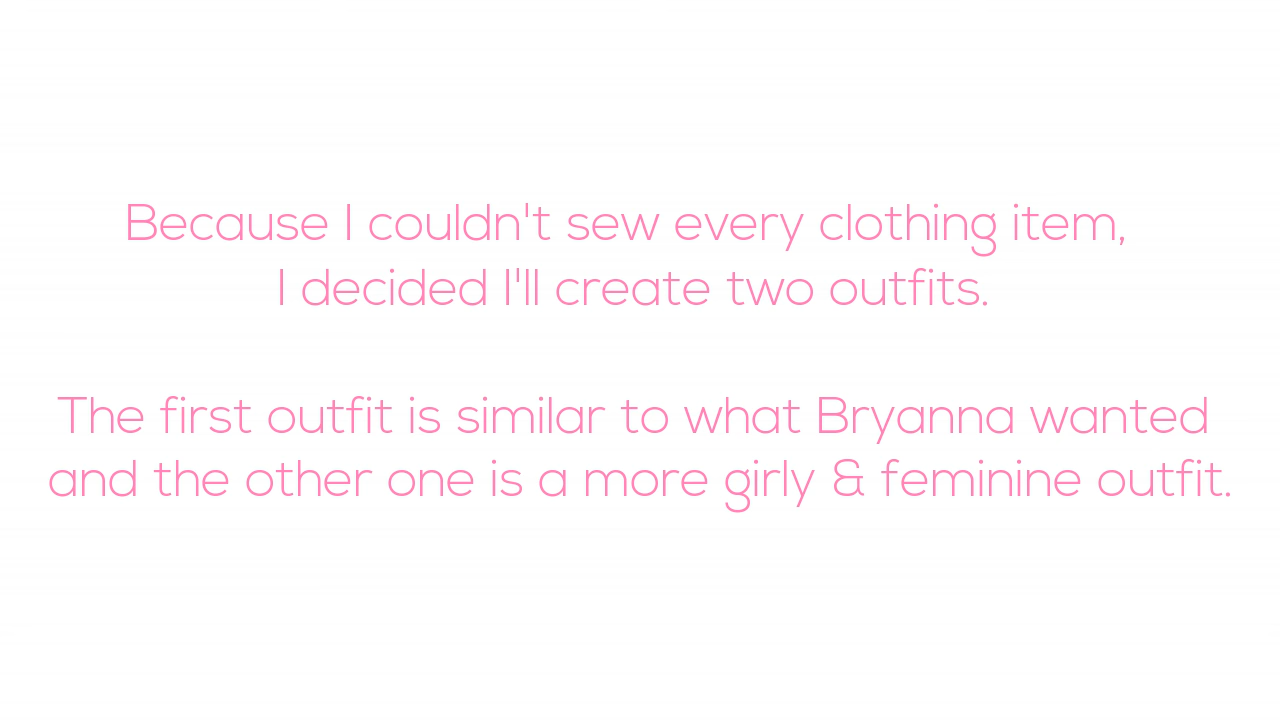 Because I couldn't sew every clothing item,
I decided I'll create two outfits.
The first outfit is similar to what Bryanna wanted
and the other one is a more girly & feminine outfit.